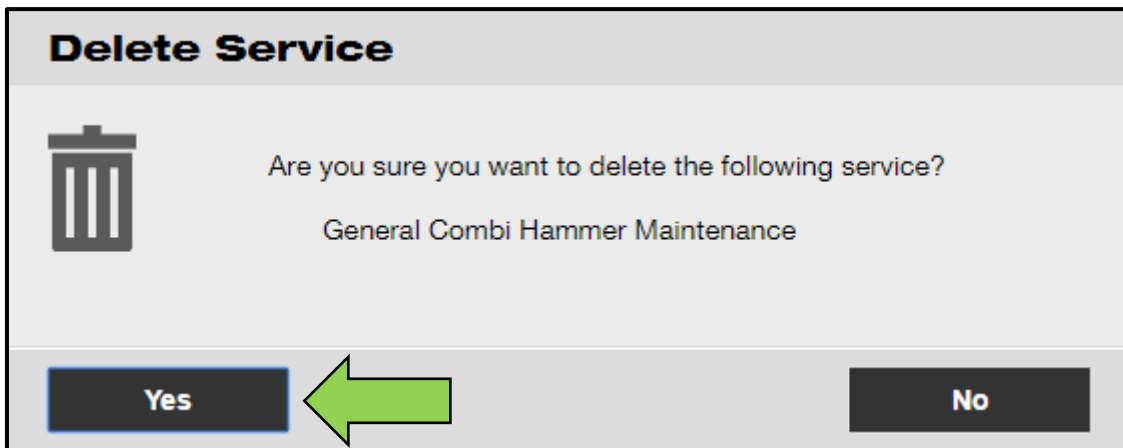 Delete Service
Are you sure you want to delete the following service?
General Combi Hammer Maintenance
Yes
No